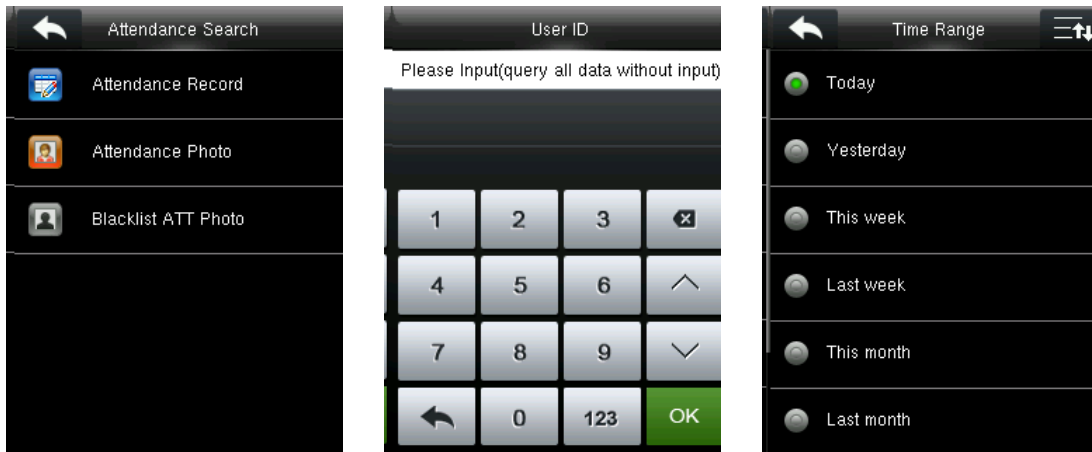 Attendance Search
Attendance Record
Attendance Photo
Blacklist ATT Photo
User ID
Please Input(query all data without input)
1 2 3
4 5 6
7 8 9
0 123 OK
Time Range
Today
Yesterday
This week
Last week
This month
Last month